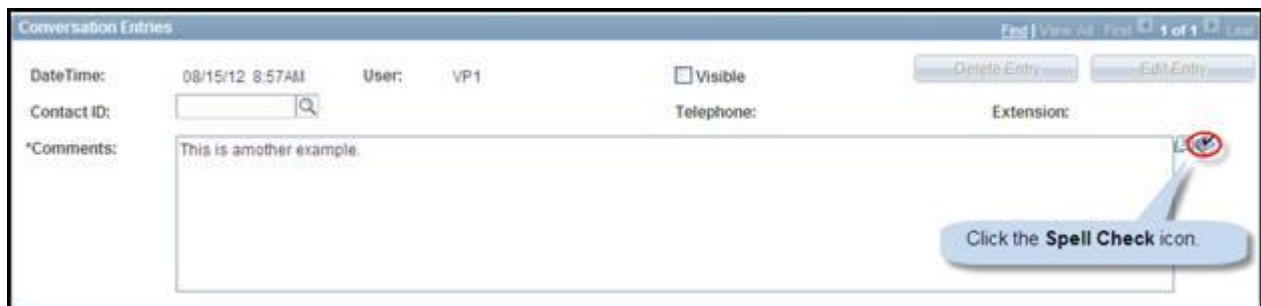 Conversation Entries Find | View All First 1 of 1 Last
DateTime: 08/15/12 8:57AM User: VP1 Visible Delete Entry Edit Entry
Contact ID: Telephone: Extension:
*Comments: This is amother example.
Click the Spell Check icon.